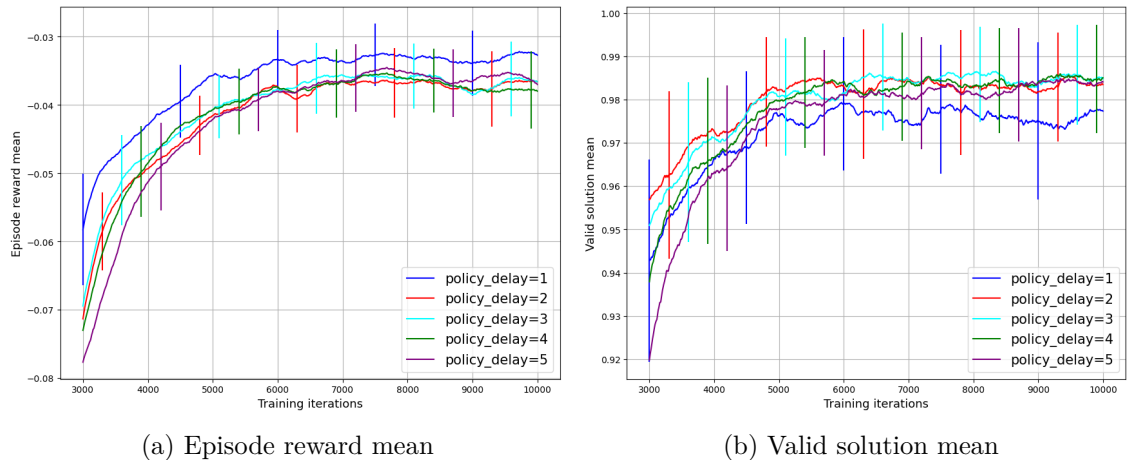 −0.03
−0.04
−0.05
−0.06
−0.07
−0.08
Episode reward mean
3000 4000 5000 6000 7000 8000 9000 10000
Training iterations
policy_delay=1
policy_delay=2
policy_delay=3
policy_delay=4
policy_delay=5
(a) Episode reward mean
1.00
0.99
0.98
0.97
0.96
0.95
0.94
0.93
0.92
Valid solution mean
3000 4000 5000 6000 7000 8000 9000 10000
Training iterations
policy_delay=1
policy_delay=2
policy_delay=3
policy_delay=4
policy_delay=5
(b) Valid solution mean